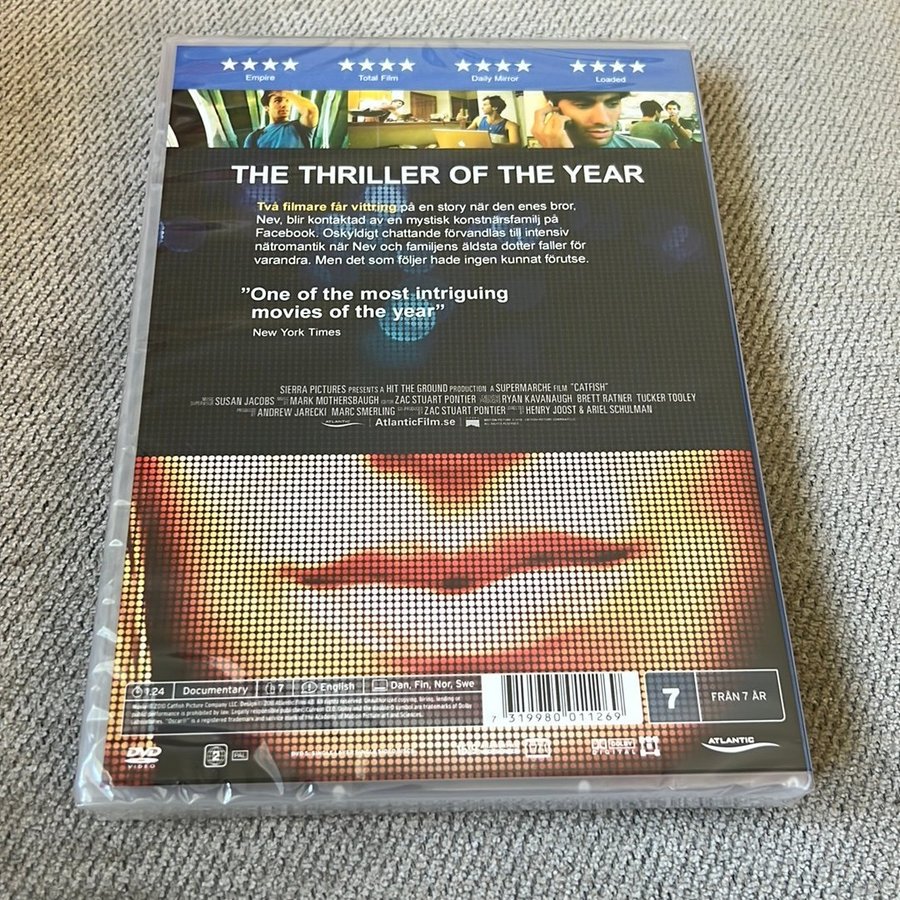 Empire
Total Film
Daily Mirror
Loaded
THE THRILLER OF THE YEAR
Två filmare får vittring på en story när den enes bror,
Nev, blir kontaktad av en mystisk konstnärsfamilj på
Facebook. Oskyldigt chattande förvandlas till intensiv
nätromantik när Nev och familjens äldsta dotter faller för
varandra. Men det som följer hade ingen kunnat förutse.
”One of the most intriguing
movies of the year”
New York Times
SIERRA PICTURES PRESENTS A HIT THE GROUND PRODUCTION A SUPERMARCHE FILM "CATFISH"
SUSAN JACOBS MARK MOTHERSBAUGH EDITOR ZAC STUART PONTIER RYAN KAVANAUGH BRETT RATNER TUCKER TOOLEY
ANDREW JARECKI MARC SMERLING ZAC STUART PONTIER HENRY JOOST & ARIEL SCHULMAN
ATLANTIC AtlanticFilm.se
1.24 Documentary 7 English Dan, Fin, Nor, Swe
7 319980 011269
7 FRÅN 7 ÅR
DVD VIDEO
2 PAL
DOLBY DIGITAL
ATLANTIC